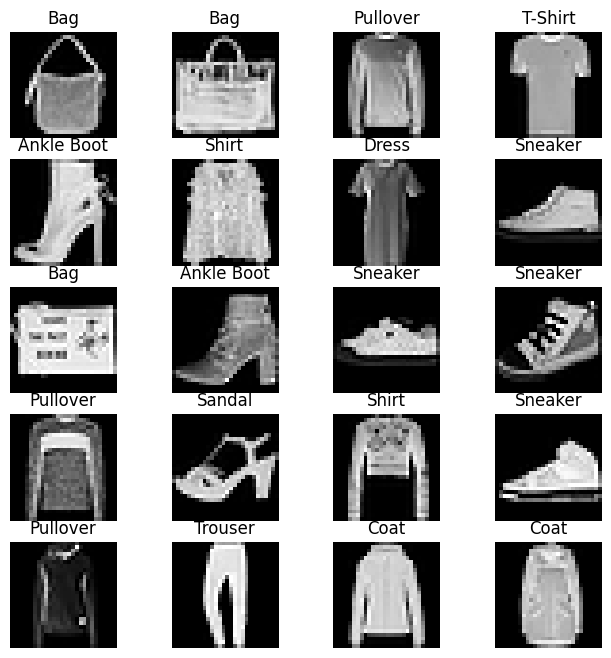 Bag Bag Pullover T-Shirt
Ankle Boot Shirt Dress Sneaker
Bag Ankle Boot Sneaker Sneaker
Pullover Sandal Shirt Sneaker
Pullover Trouser Coat Coat